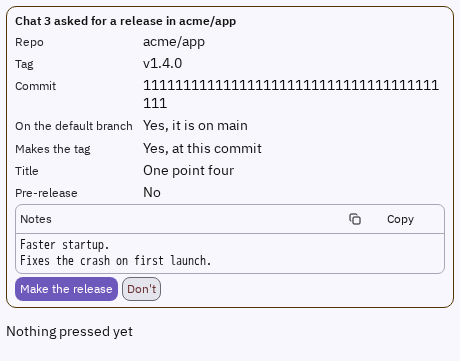 Chat 3 asked for a release in acme/app
Repo acme/app
Tag v1.4.0
Commit 1111111111111111111111111111111111111
111
On the default branch Yes, it is on main
Makes the tag Yes, at this commit
Title One point four
Pre-release No
Notes Copy
Faster startup.
Fixes the crash on first launch.
Make the release Don't
Nothing pressed yet